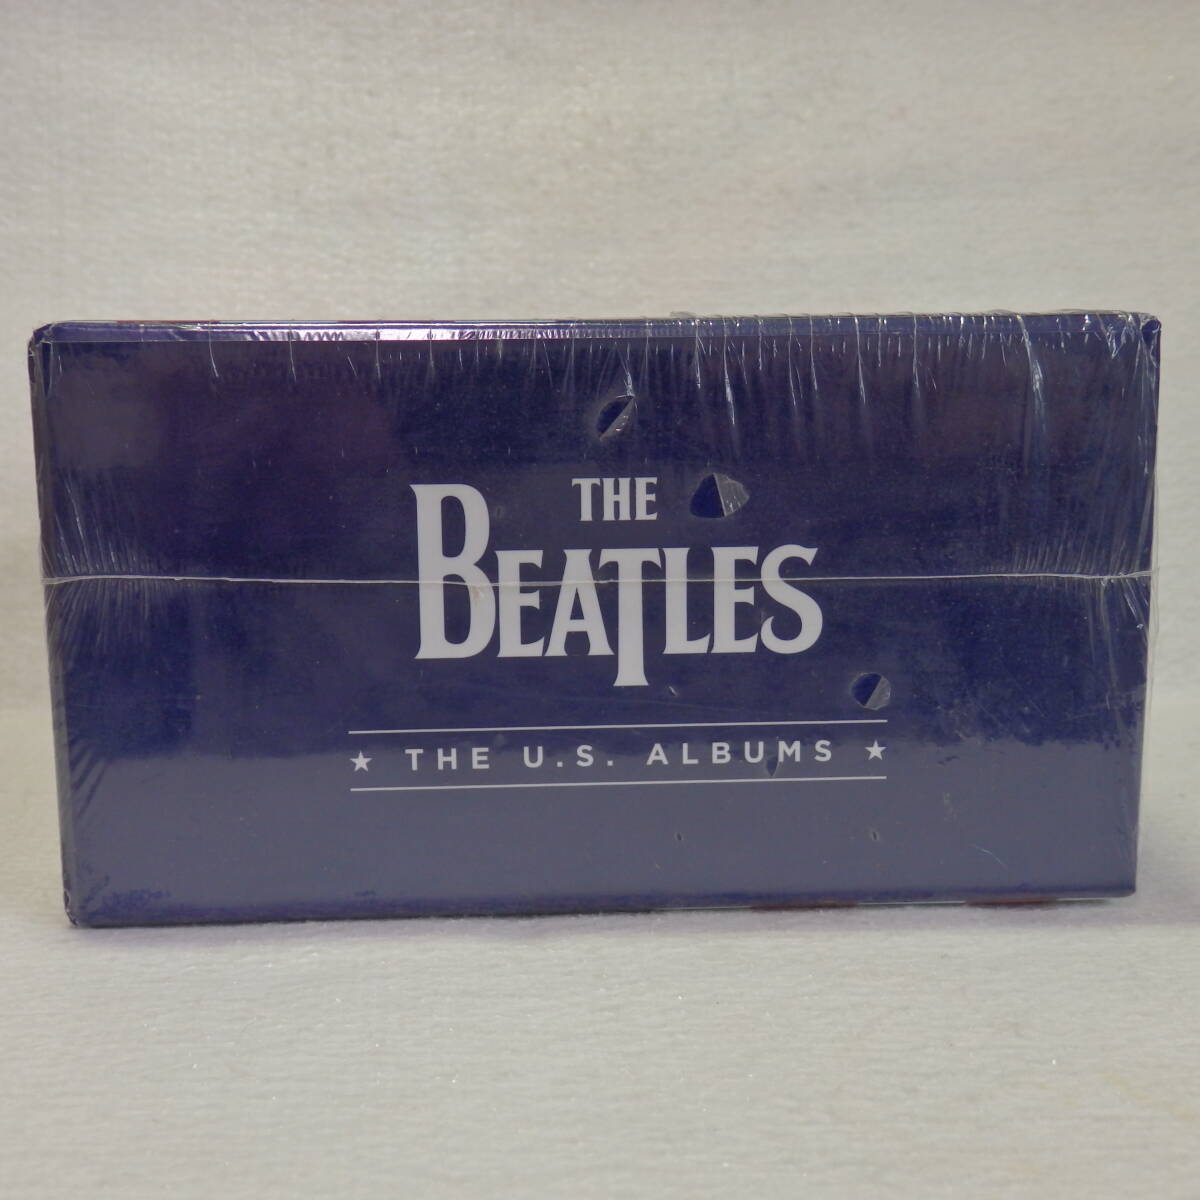 THE
BEATLES
★ THE U.S. ALBUMS ★